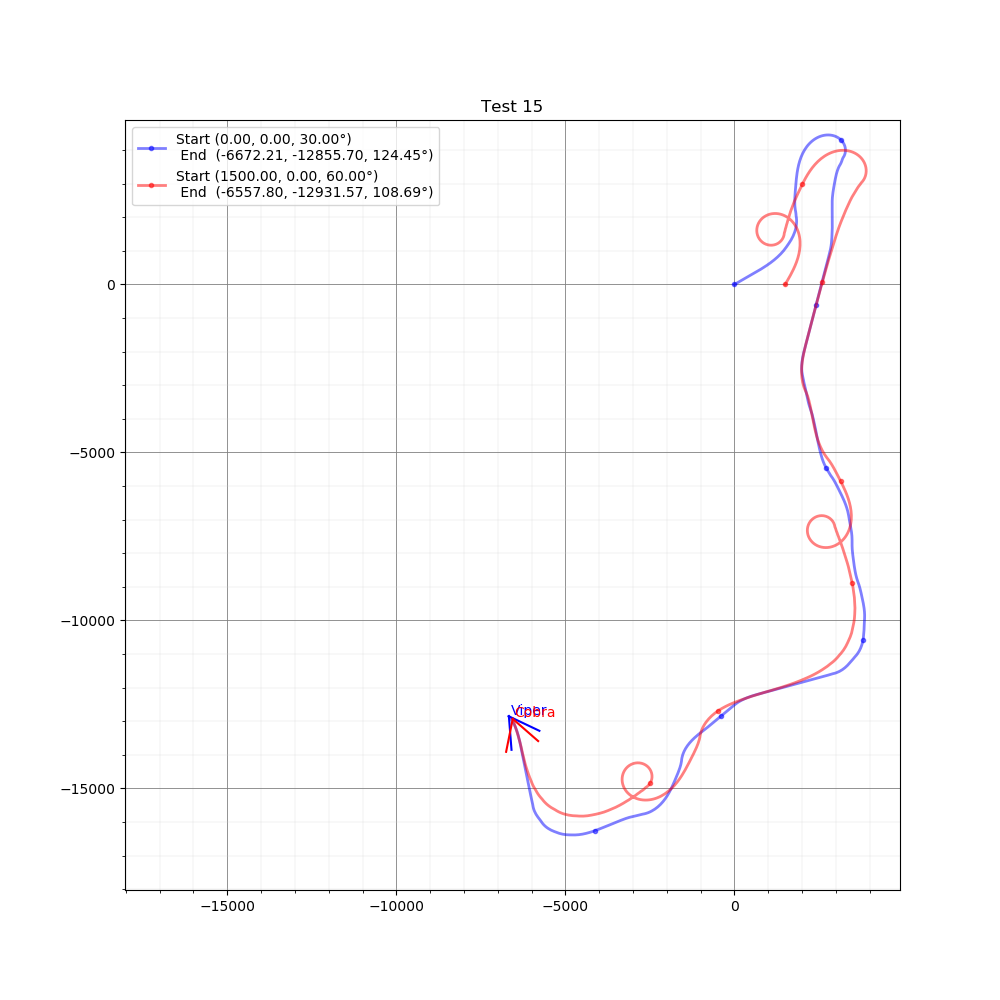 Test 15
Start (0.00, 0.00, 30.00°)
End (-6672.21, -12855.70, 124.45°)
Start (1500.00, 0.00, 60.00°)
End (-6557.80, -12931.57, 108.69°)
0
−5000
−10000
−15000
Viper
Cobra
−15000 −10000 −5000 0